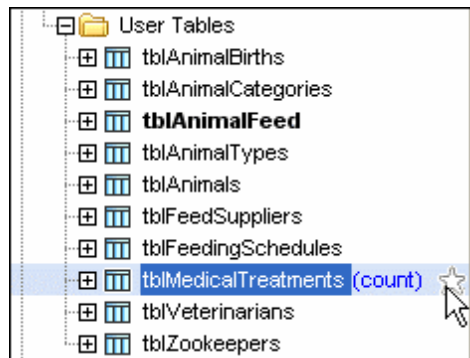 User Tables
tblAnimalBirths
tblAnimalCategories
tblAnimalFeed
tblAnimalTypes
tblAnimals
tblFeedSuppliers
tblFeedingSchedules
tblMedicalTreatments (count)
tblVeterinarians
tblZookeepers